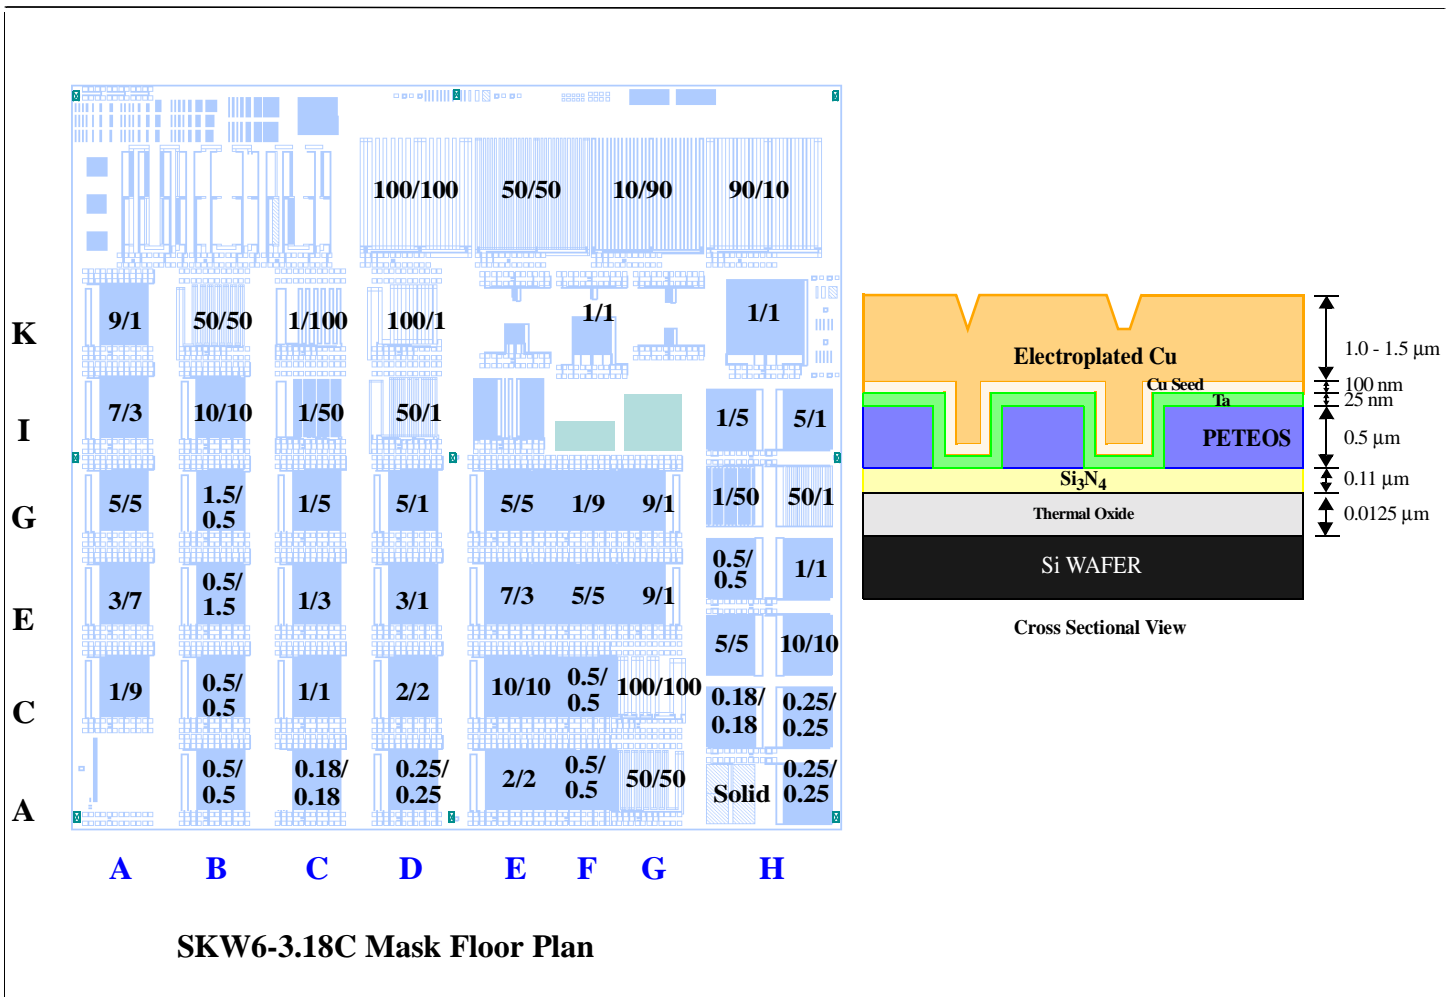 100/100 50/50 10/90 90/10
K 9/1 50/50 1/100 100/1 1/1 1/1
I 7/3 10/10 1/50 50/1 1/5 5/1
G 5/5 1.5/ 1/5 5/1 5/5 1/9 9/1 1/50 50/1
0.5
E 3/7 0.5/ 1/3 3/1 7/3 5/5 9/1 0.5/ 1/1
1.5 0.5
5/5 10/10
C 1/9 0.5/ 1/1 2/2 10/10 0.5/ 100/100 0.18/ 0.25/
0.5 0.5 0.18 0.25
A 0.5/ 0.18/ 0.25/ 2/2 0.5/ 50/50 Solid 0.25/
0.5 0.18 0.25 0.5 0.25
A B C D E F G H
SKW6-3.18C Mask Floor Plan
Electroplated Cu 1.0 - 1.5 µm
Cu Seed 100 nm
Ta 25 nm
PETEOS 0.5 µm
Si3N4 0.11 µm
Thermal Oxide 0.0125 µm
Si WAFER
Cross Sectional View